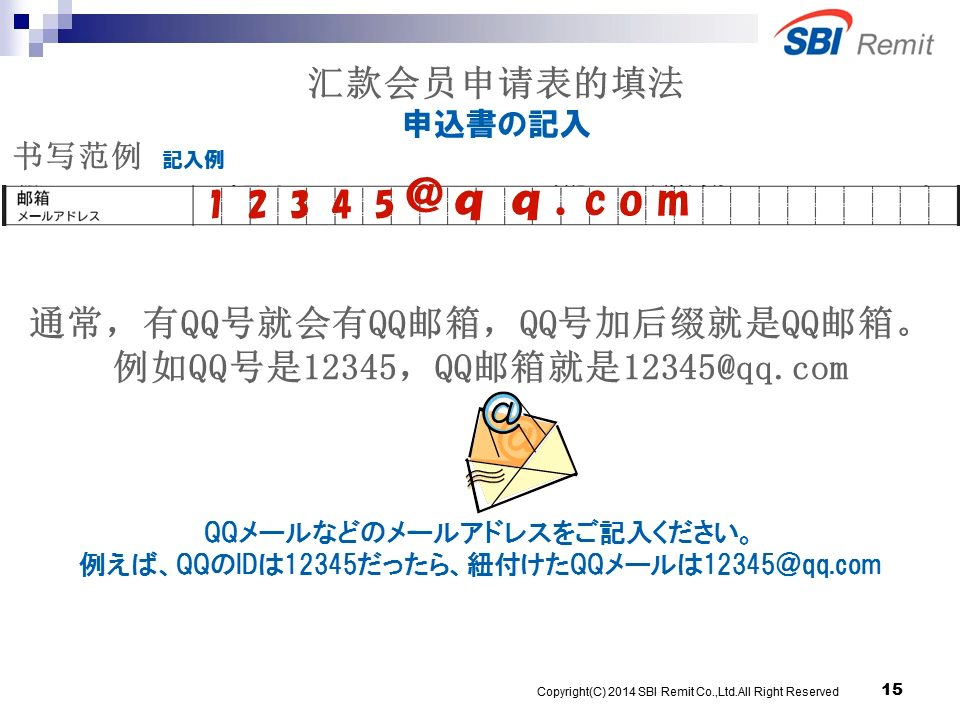 SBI Remit
汇款会员申请表的填法
申込書の記入
书写范例 記入例
邮箱
メールアドレス
12345@qq.com
通常，有QQ号就会有QQ邮箱，QQ号加后缀就是QQ邮箱。
例如QQ号是12345，QQ邮箱就是12345@qq.com
@
@
QQメールなどのメールアドレスをご記入ください。
例えば、QQのIDは12345だったら、紐付けたQQメールは12345@qq.com
Copyright(C) 2014 SBI Remit Co.,Ltd.All Right Reserved 15